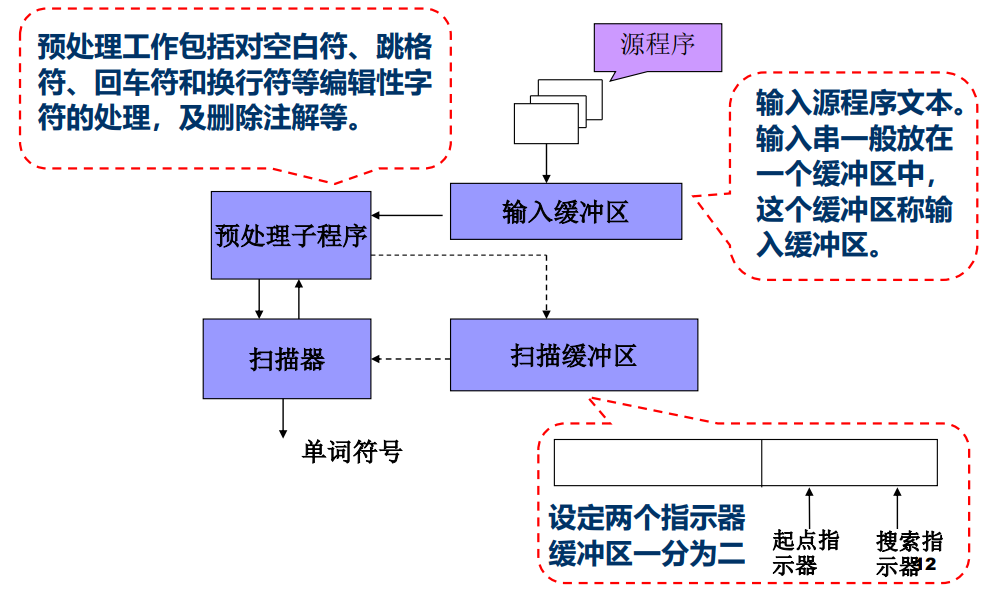 预处理工作包括对空白符、跳格
符、回车符和换行符等编辑性字
符的处理，及删除注解等。
源程序
输入源程序文本。
输入串一般放在
一个缓冲区中，
这个缓冲区称输
入缓冲区。
输入缓冲区
预处理子程序
扫描器
扫描缓冲区
单词符号
设定两个指示器
缓冲区一分为二
起点指
示器
搜索指
示器
12